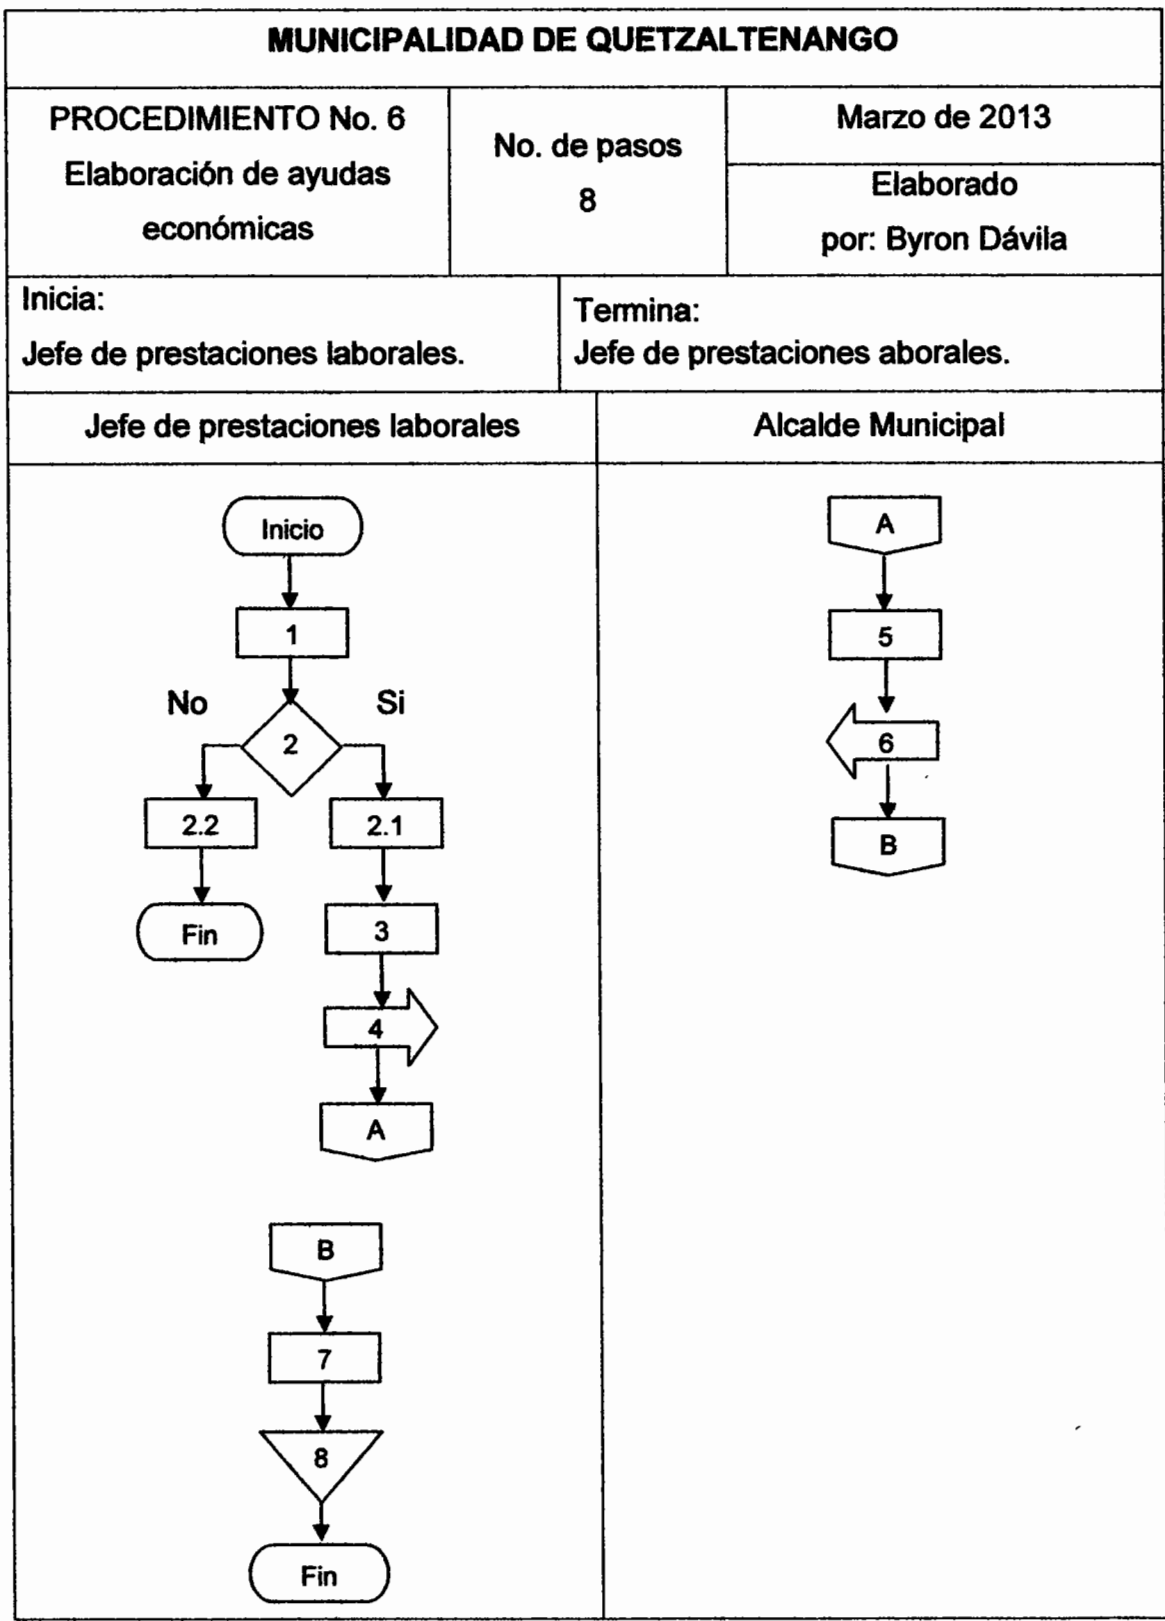 MUNICIPALIDAD DE QUETZALTENANGO
PROCEDIMIENTO No. 6
Elaboración de ayudas
económicas
No. de pasos
8
Marzo de 2013
Elaborado
por: Byron Dávila
Inicia:
Jefe de prestaciones laborales.
Termina:
Jefe de prestaciones aborales.
Jefe de prestaciones laborales
Alcalde Municipal
Inicio
1
No
Si
2
2.2
2.1
Fin
3
4
A
B
7
8
Fin
A
5
6
B